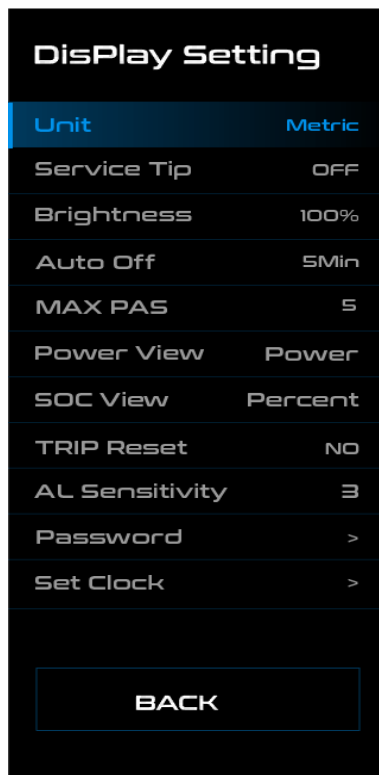 DisPlay Setting
Unit Metric
Service Tip OFF
Brightness 100%
Auto Off 5Min
MAX PAS 5
Power View Power
SOC View Percent
TRIP Reset NO
AL Sensitivity 3
Password >
Set Clock >
BACK